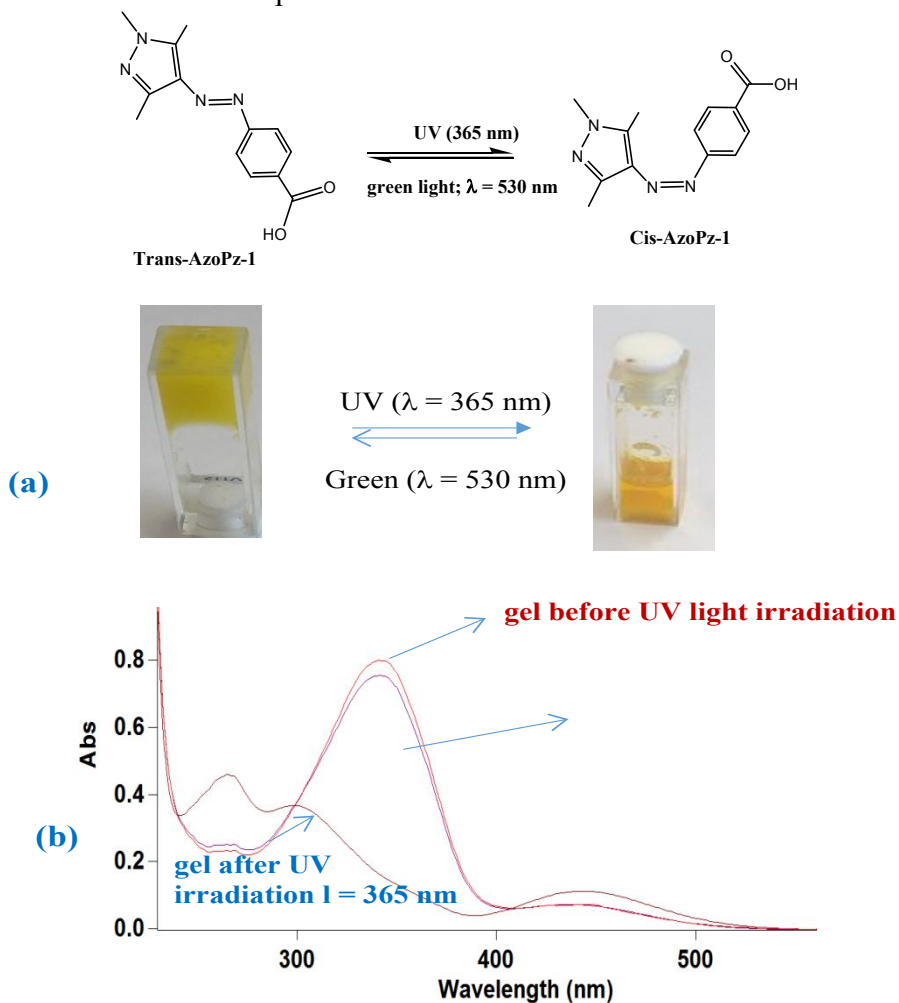 N
N
N
N
O
HO
UV (365 nm)
green light; λ = 530 nm
O
OH
N
N
N
N
Trans-AzoPz-1
Cis-AzoPz-1
(a)
UV (λ = 365 nm)
Green (λ = 530 nm)
(b)
gel before UV light irradiation
gel after UV
irradiation l = 365 nm
Abs
0.8
0.6
0.4
0.2
0.0
300
400
500
Wavelength (nm)